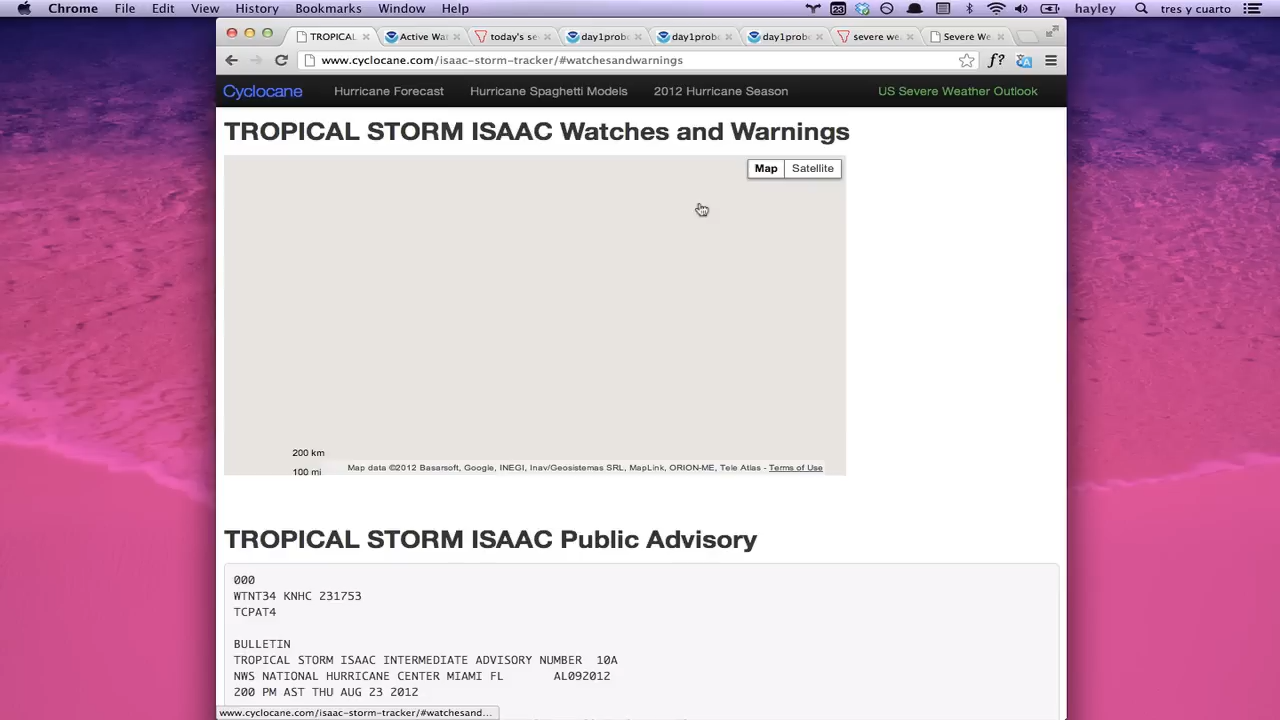 Chrome File Edit View History Bookmarks Window Help 23 hayley tres y cuarto
TROPICAL Active Wa today's se day1prob day1prob day1prob severe we Severe We
www.cyclocane.com/isaac-storm-tracker/#watchesandwarnings f?
Cyclocane Hurricane Forecast Hurricane Spaghetti Models 2012 Hurricane Season US Severe Weather Outlook
TROPICAL STORM ISAAC Watches and Warnings
Map Satellite
200 km
100 mi
Map data ©2012 Basarsoft, Google, INEGI, Inav/Geosistemas SRL, MapLink, ORION-ME, Tele Atlas - Terms of Use
TROPICAL STORM ISAAC Public Advisory
000
WTNT34 KNHC 231753
TCPAT4
BULLETIN
TROPICAL STORM ISAAC INTERMEDIATE ADVISORY NUMBER  10A
NWS NATIONAL HURRICANE CENTER MIAMI FL       AL092012
200 PM AST THU AUG 23 2012
www.cyclocane.com/isaac-storm-tracker/#watchesand...